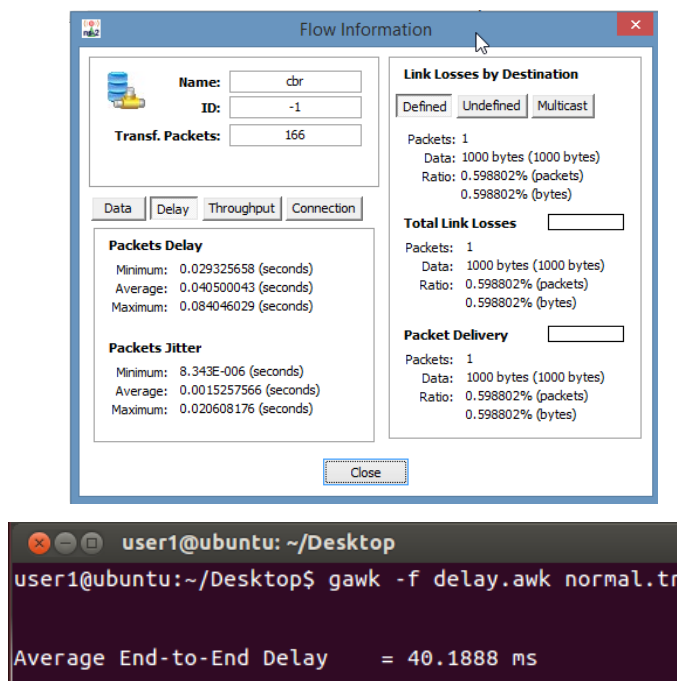 ns2
Flow Information
Name: cbr
ID: -1
Transf. Packets: 166
Data Delay Throughput Connection
Packets Delay
Minimum: 0.029325658 (seconds)
Average: 0.040500043 (seconds)
Maximum: 0.084046029 (seconds)
Packets Jitter
Minimum: 8.343E-006 (seconds)
Average: 0.0015257566 (seconds)
Maximum: 0.020608176 (seconds)
Link Losses by Destination
Defined Undefined Multicast
Packets: 1
Data: 1000 bytes (1000 bytes)
Ratio: 0.598802% (packets)
0.598802% (bytes)
Total Link Losses
Packets: 1
Data: 1000 bytes (1000 bytes)
Ratio: 0.598802% (packets)
0.598802% (bytes)
Packet Delivery
Packets: 1
Data: 1000 bytes (1000 bytes)
Ratio: 0.598802% (packets)
0.598802% (bytes)
Close
user1@ubuntu: ~/Desktop
user1@ubuntu:~/Desktop$ gawk -f delay.awk normal.tr
Average End-to-End Delay = 40.1888 ms